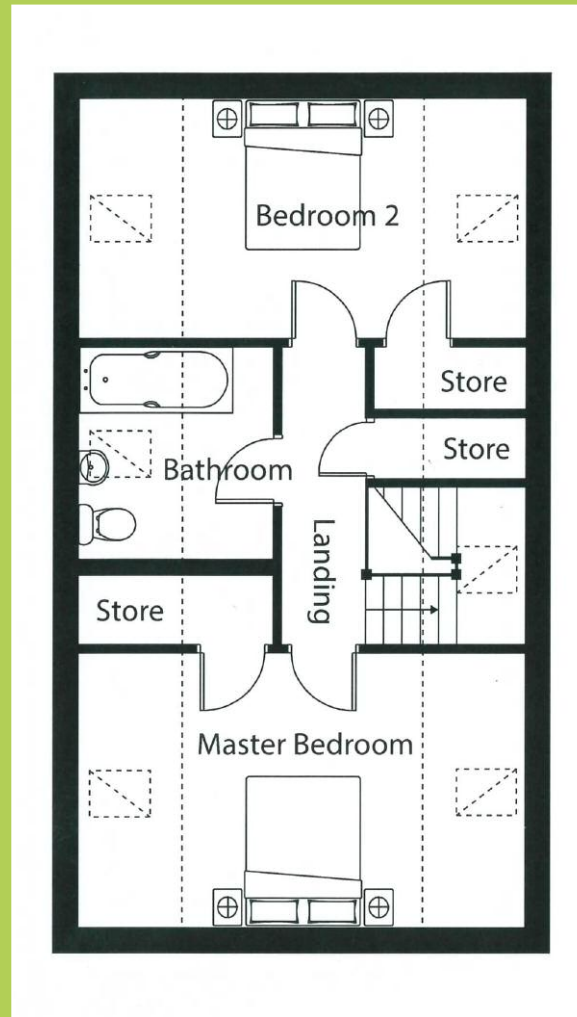 Bedroom 2
Store
Store
Bathroom
Landing
Store
Master Bedroom